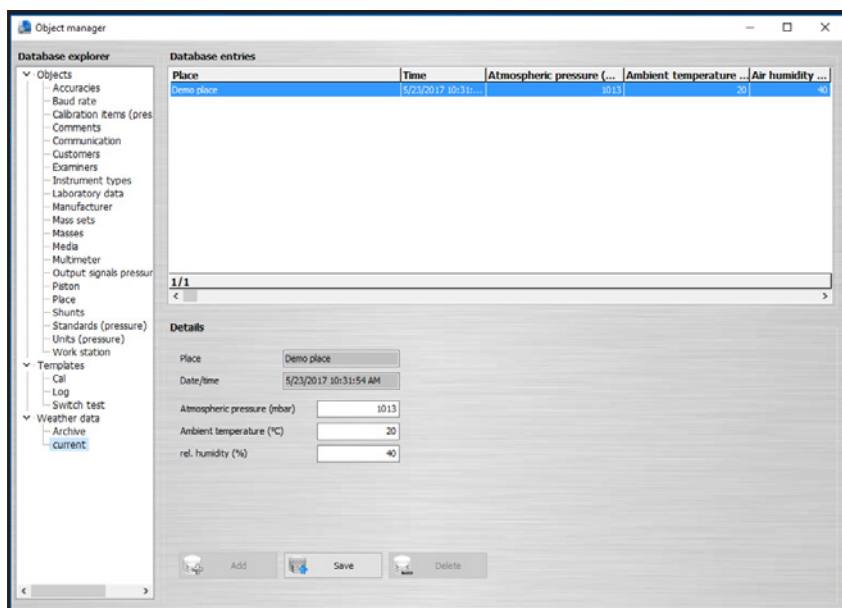 Object manager
Database explorer
Objects
Accuracies
Baud rate
Calibration items (pres
Comments
Communication
Customers
Examiners
Instrument types
Laboratory data
Manufacturer
Mass sets
Masses
Media
Multimeter
Output signals pressur
Piston
Place
Shunts
Standards (pressure)
Units (pressure)
Work station
Templates
Cal
Log
Switch test
Weather data
Archive
current
Database entries
Place Time Atmospheric pressure (... Ambient temperature ... Air humidity ...
Demo place 5/23/2017 10:31:... 1013 20 40
1/1
Details
Place Demo place
Date/time 5/23/2017 10:31:54 AM
Atmospheric pressure (mbar) 1013
Ambient temperature (°C) 20
rel. humidity (%) 40
Add Save Delete